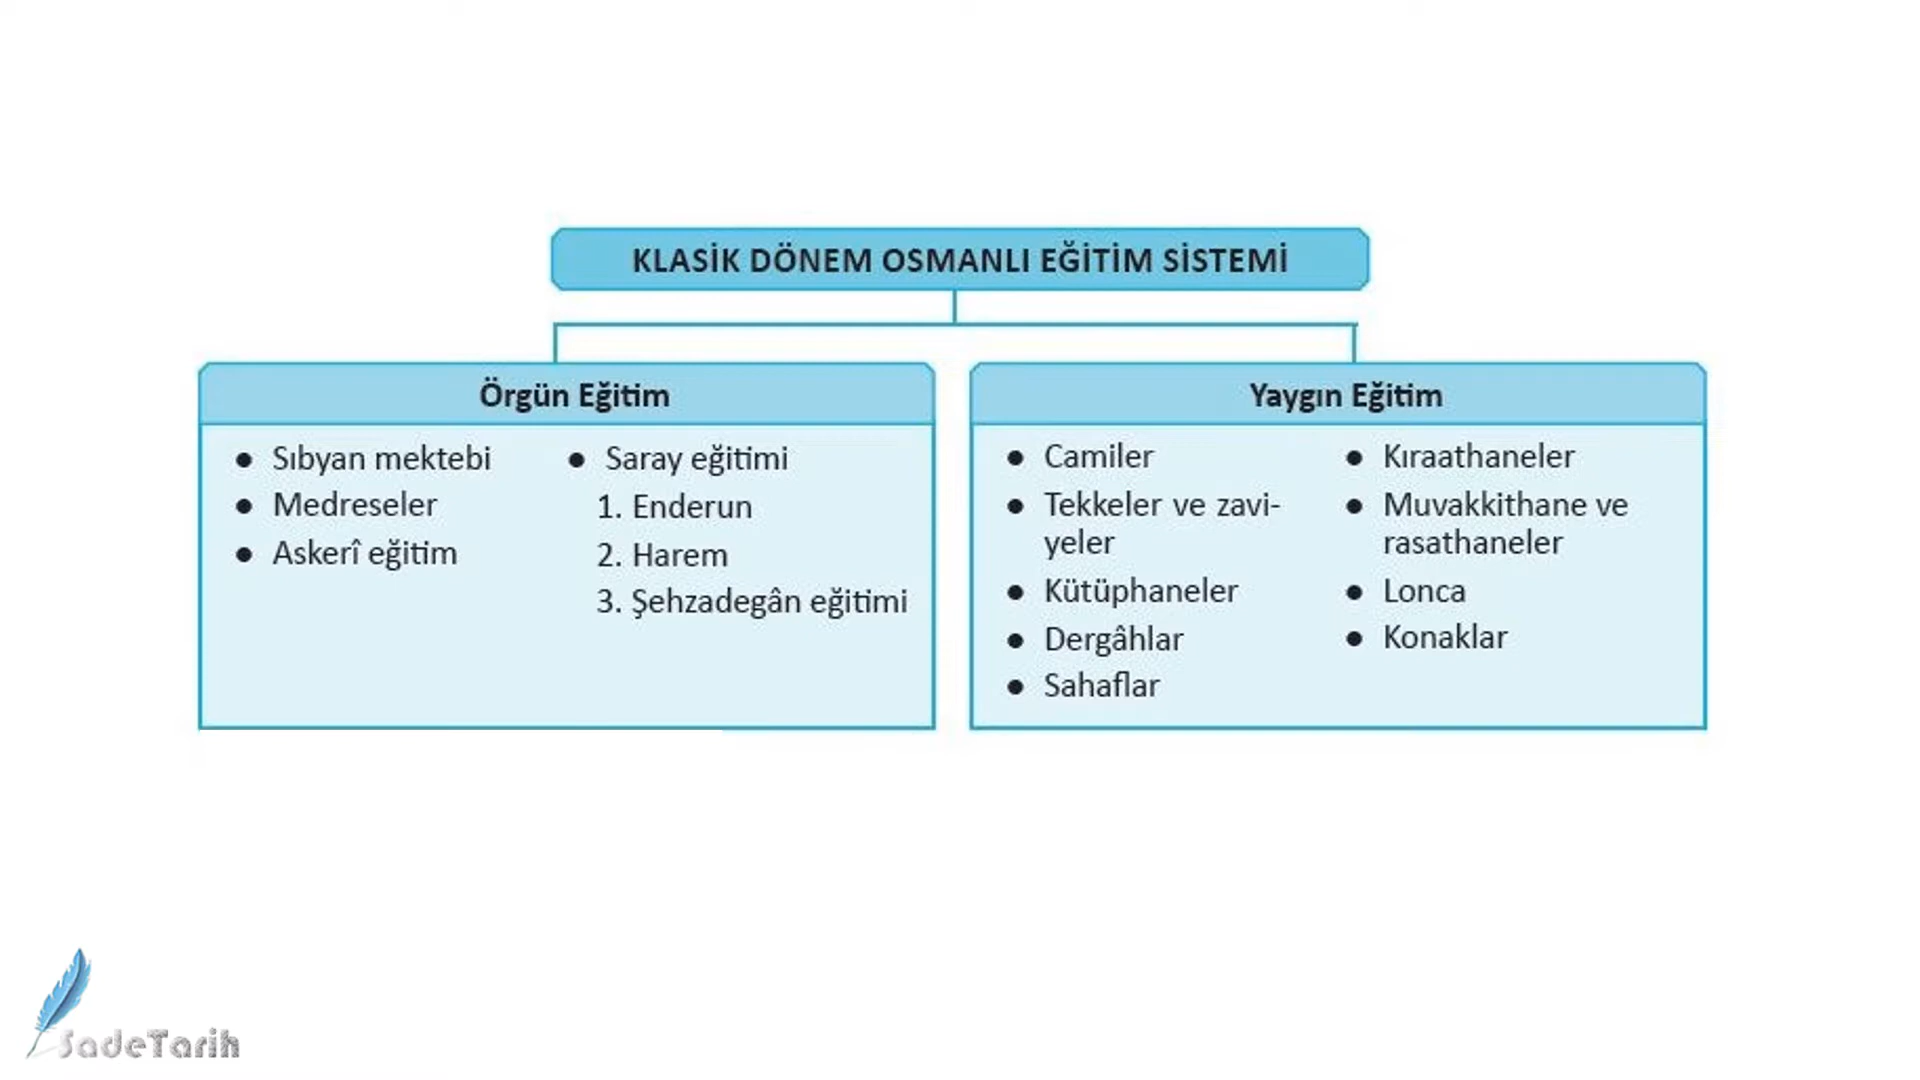 KLASİK DÖNEM OSMANLI EĞİTİM SİSTEMİ
Örgün Eğitim
● Sıbyan mektebi
● Medreseler
● Askerî eğitim
● Saray eğitimi
1. Enderun
2. Harem
3. Şehzadegân eğitimi
Yaygın Eğitim
● Camiler
● Tekkeler ve zavi-
yeler
● Kütüphaneler
● Dergâhlar
● Sahaflar
● Kıraathaneler
● Muvakkithane ve
rasathaneler
● Lonca
● Konaklar
SadeTarih